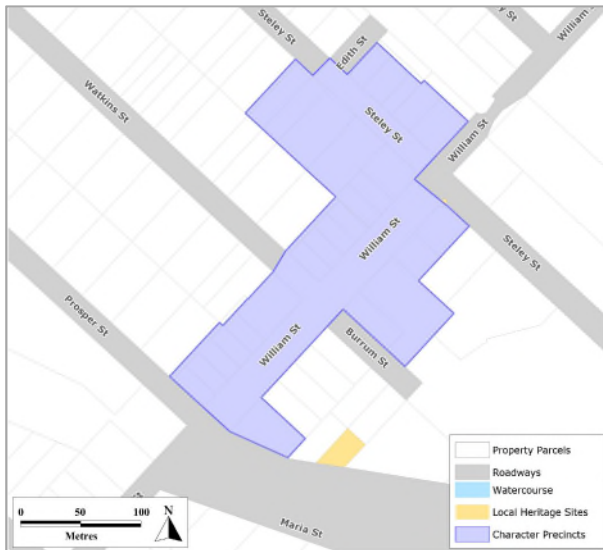 Steley St
Edith St
William St
Watkins St
Steley St
William St
William St
Steley St
Prosper St
William St
Burrum St
Maria St
Property Parcels
Roadways
Watercourse
Local Heritage Sites
Character Precincts
0 50 100
Metres
N